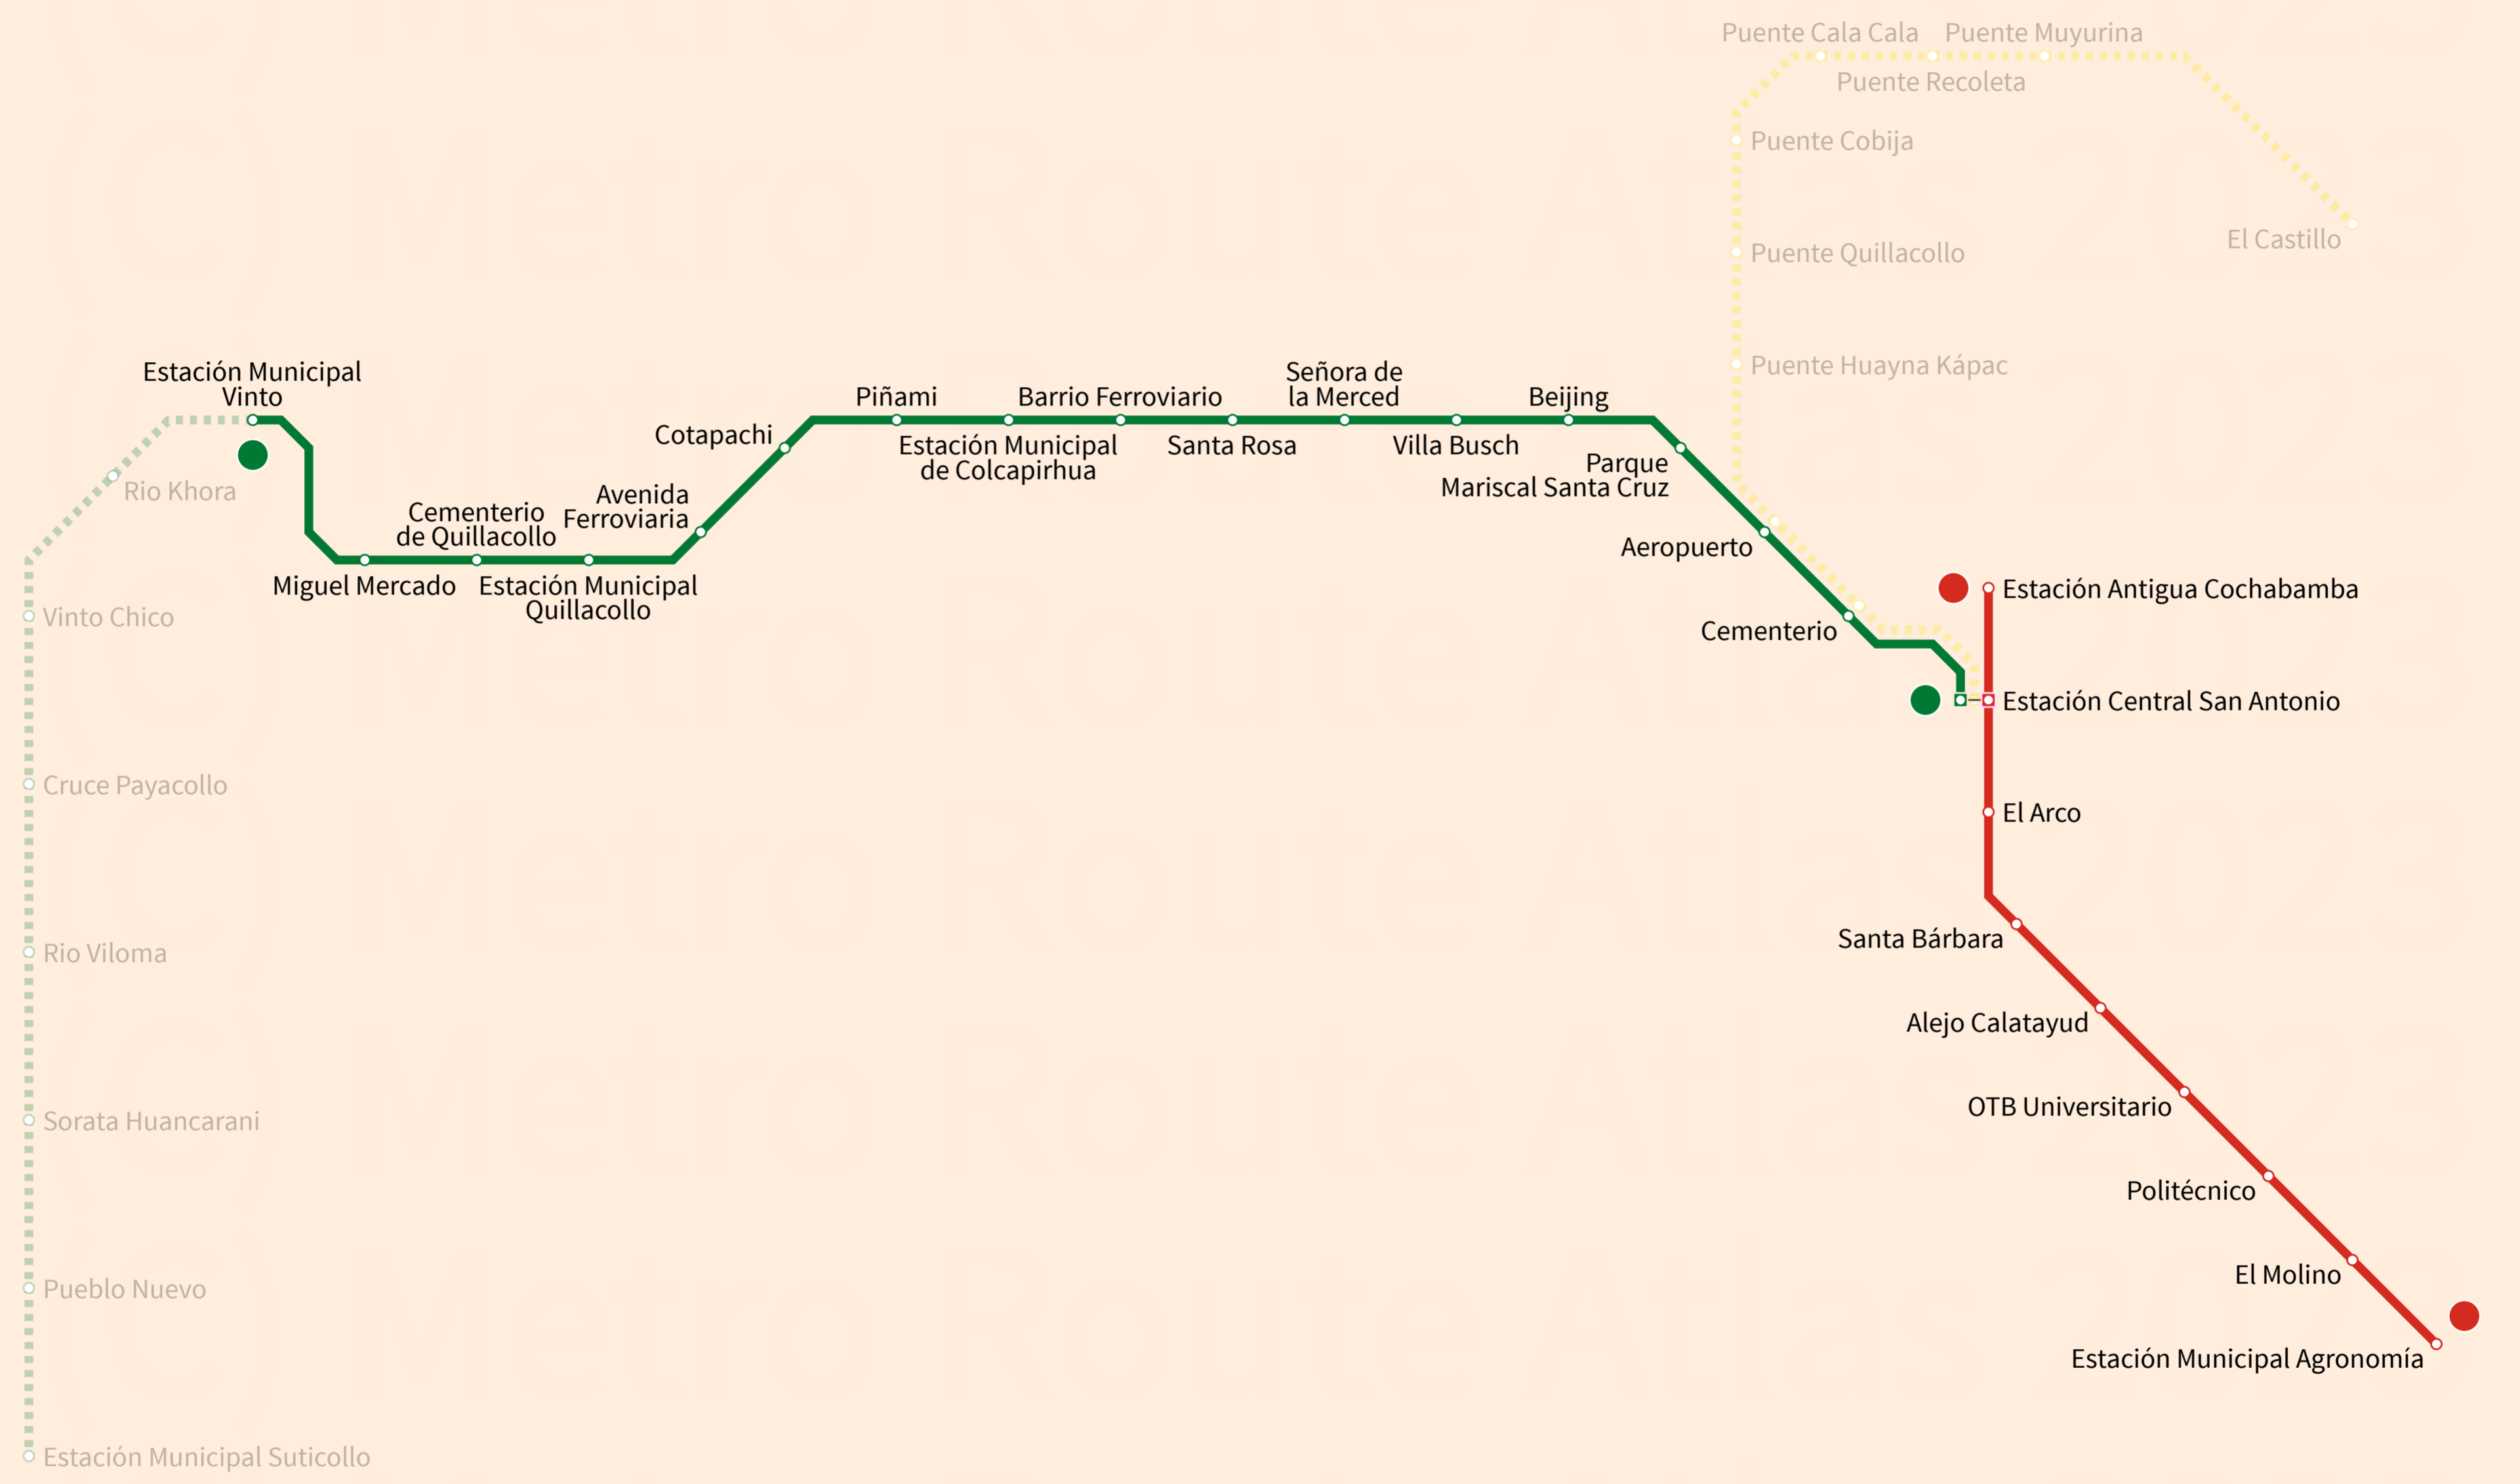 Puente Cala Cala
Puente Muyurina
Puente Recoleta
Puente Cobija
El Castillo
Puente Quillacollo
Puente Huayna Kápac
Estación Municipal
Vinto
Rio Khora
Miguel Mercado
Cementerio
de Quillacollo
Estación Municipal
Quillacollo
Avenida
Ferroviaria
Cotapachi
Piñami
Estación Municipal
de Colcapirhua
Barrio Ferroviario
Santa Rosa
Señora de
la Merced
Villa Busch
Beijing
Parque
Mariscal Santa Cruz
Aeropuerto
Cementerio
Estación Antigua Cochabamba
Estación Central San Antonio
El Arco
Santa Bárbara
Alejo Calatayud
OTB Universitario
Politécnico
El Molino
Estación Municipal Agronomía
Vinto Chico
Cruce Payacollo
Rio Viloma
Sorata Huancarani
Pueblo Nuevo
Estación Municipal Suticollo